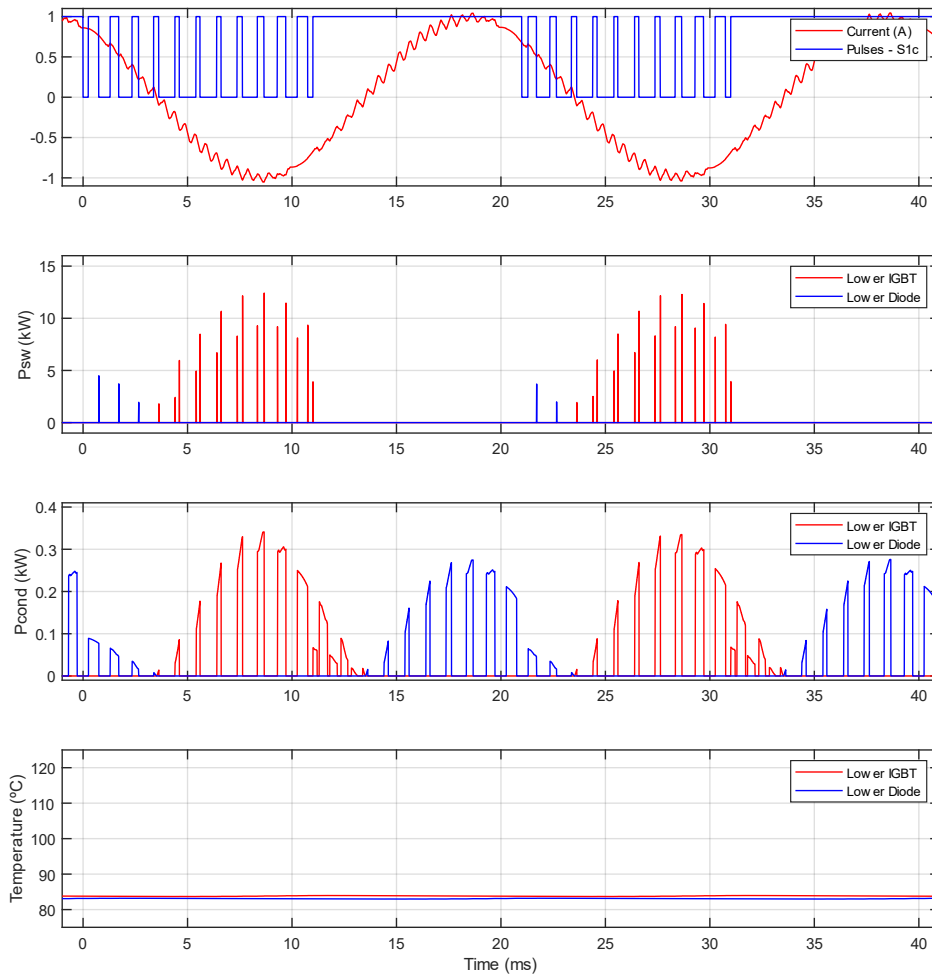 1
0.5
0
-0.5
-1
Current (A)
Pulses - S1c
0 5 10 15 20 25 30 35 40
Psw (kW)
15
10
5
0
Lower IGBT
Lower Diode
0 5 10 15 20 25 30 35 40
Pcond (kW)
0.4
0.3
0.2
0.1
0
Lower IGBT
Lower Diode
0 5 10 15 20 25 30 35 40
Temperature (ºC)
120
110
100
90
80
Lower IGBT
Lower Diode
0 5 10 15 20 25 30 35 40
Time (ms)